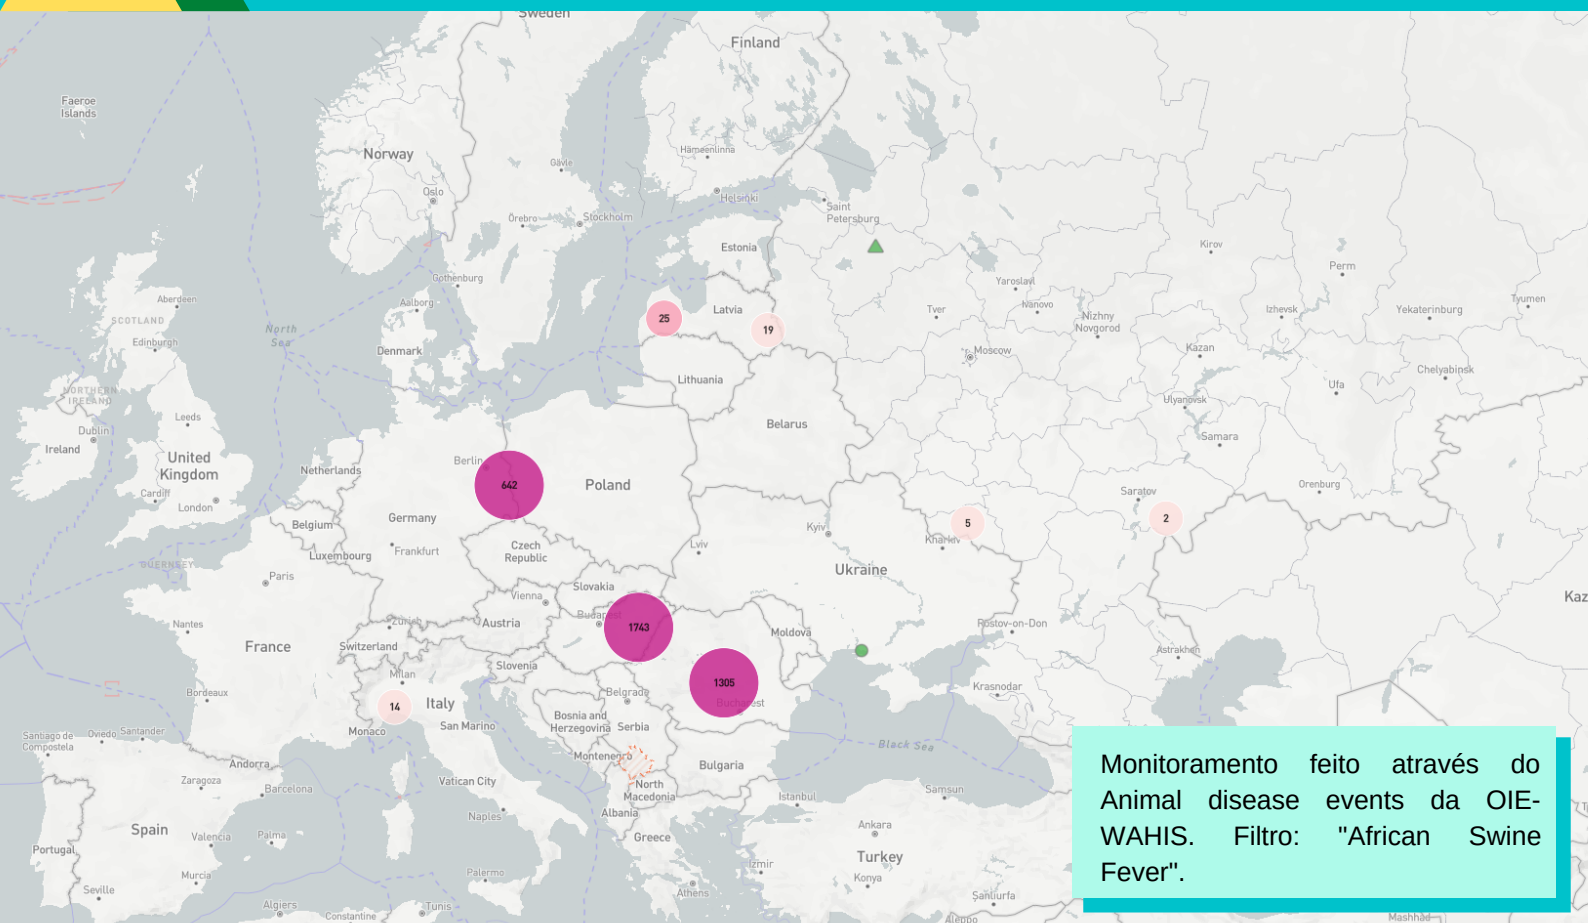 Sweden
Finland
Faeroe
Islands
Norway
Hämeenlinna
Gävle
Oslo
Helsinki
Saint
Petersburg
Örebro
Stockholm
Estonia
Kirov
Perm
Gothenburg
Yaroslavl
Aberdeen
Aalborg
Ivanovo
Tyumen
SCOTLAND
Latvia
Tver
Nizhny
Novgorod
Izhevsk
Yekaterinburg
25
19
North
Sea
Edinburgh
Denmark
Moscow
Kazan
Chelyabinsk
Lithuania
Ufa
NORTHERN
IRELAND
Ulyanovsk
Leeds
Belarus
Dublin
Samara
Ireland
United
Kingdom
Netherlands
Berlin
642
Poland
Orenburg
Cardiff
London
Saratov
Germany
Belgium
Kyiv
5
2
Kharkiv
Frankfurt
Czech
Republic
Lviv
Luxembourg
GUERNSEY
Ukraine
Paris
Slovakia
Vienna
Kaz
Budapest
1743
Nantes
Zurich
Austria
Rostov-on-Don
Moldova
France
Switzerland
Astrakhan
Slovenia
Milan
1305
Krasnodar
Bordeaux
Belgrade
14
Italy
Bucharest
Bosnia and
Herzegovina
Serbia
San Marino
Monaco
Santiago de
Compostela
Oviedo
Santander
Black Sea
Montenegro
Andorra
Bulgaria
Zaragoza
Vatican City
Barcelona
North
Macedonia
Samsun
Istanbul
Albania
Naples
Spain
Valencia
Palma
Greece
Ankara
Portugal
Turkey
Izmir
Palermo
Konya
Murcia
Seville
Athens
Şanlıurfa
Algiers
Tunis
Constantine
Aleppo
Mashhad
Monitoramento feito através do
Animal disease events da OIE-
WAHIS. Filtro: "African Swine
Fever".